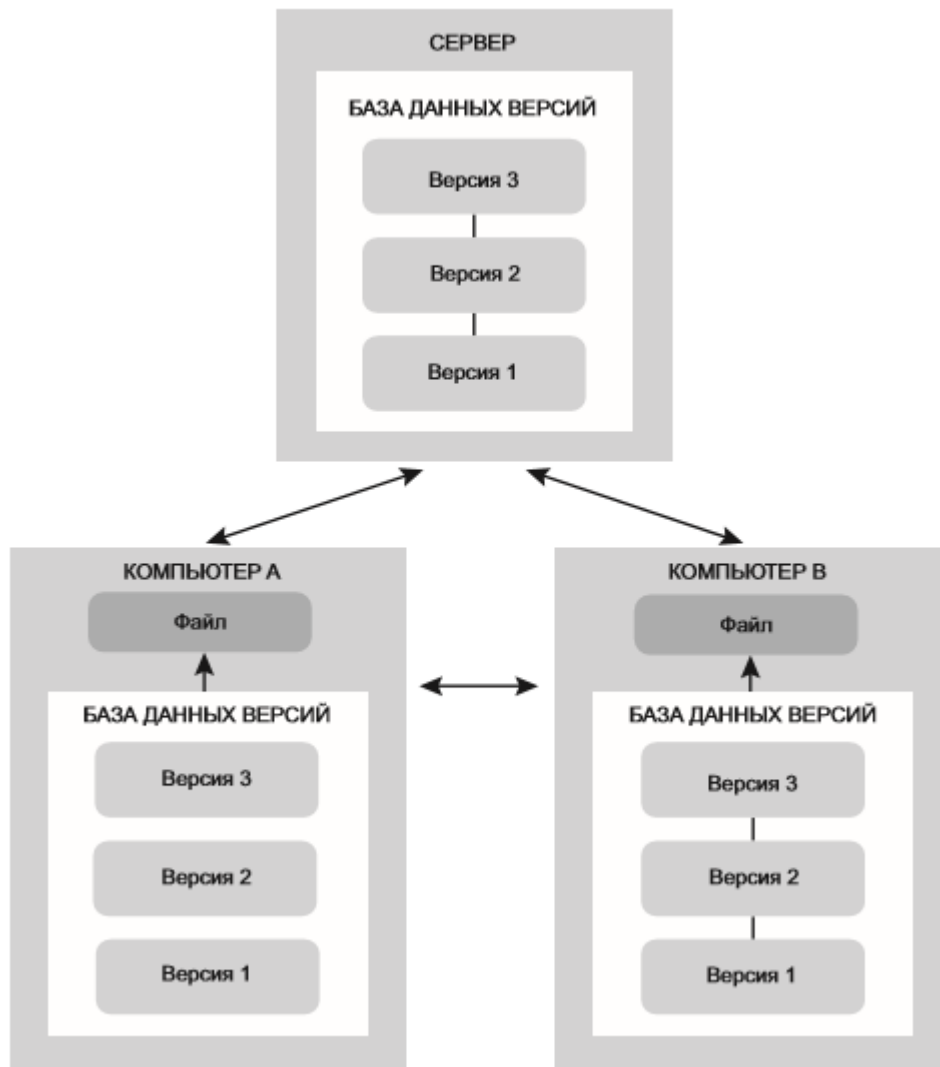 СЕРВЕР
БАЗА ДАННЫХ ВЕРСИЙ
Версия 3
Версия 2
Версия 1
КОМПЬЮТЕР A
Файл
БАЗА ДАННЫХ ВЕРСИЙ
Версия 3
Версия 2
Версия 1
КОМПЬЮТЕР B
Файл
БАЗА ДАННЫХ ВЕРСИЙ
Версия 3
Версия 2
Версия 1